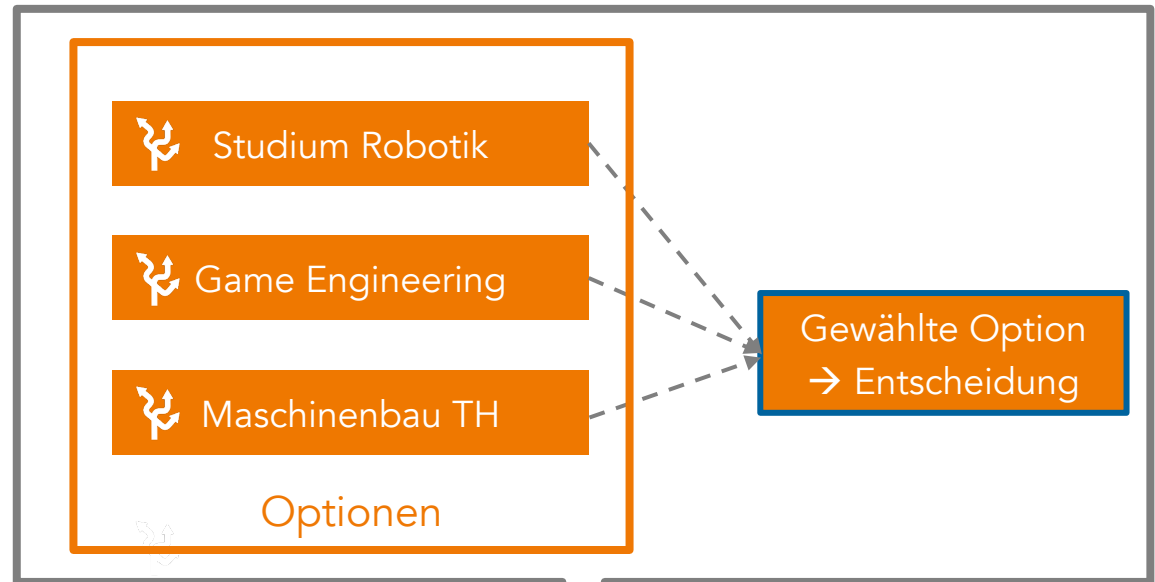 Studium Robotik
Game Engineering
Maschinenbau TH
Optionen
Gewählte Option
→ Entscheidung